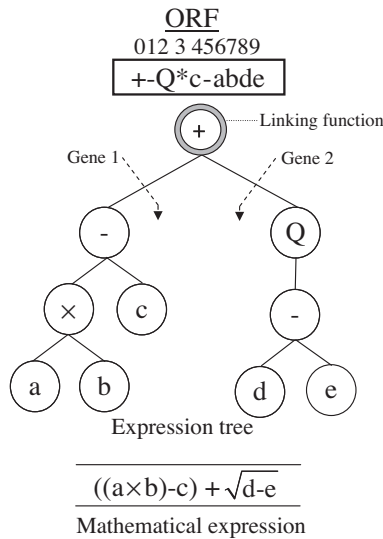 ORF
012 3 456789
+-Q*c-abde
+
Linking function
Gene 1
Gene 2
-
Q
×
c
-
a
b
d
e
Expression tree
((a×b)-c) + √d-e
Mathematical expression